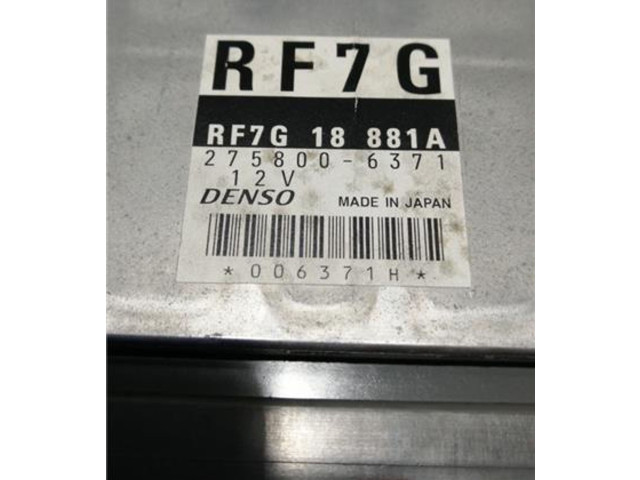 RF7G
RF7G 18 881A
275800-6371
12V
DENSO MADE IN JAPAN
*006371H*